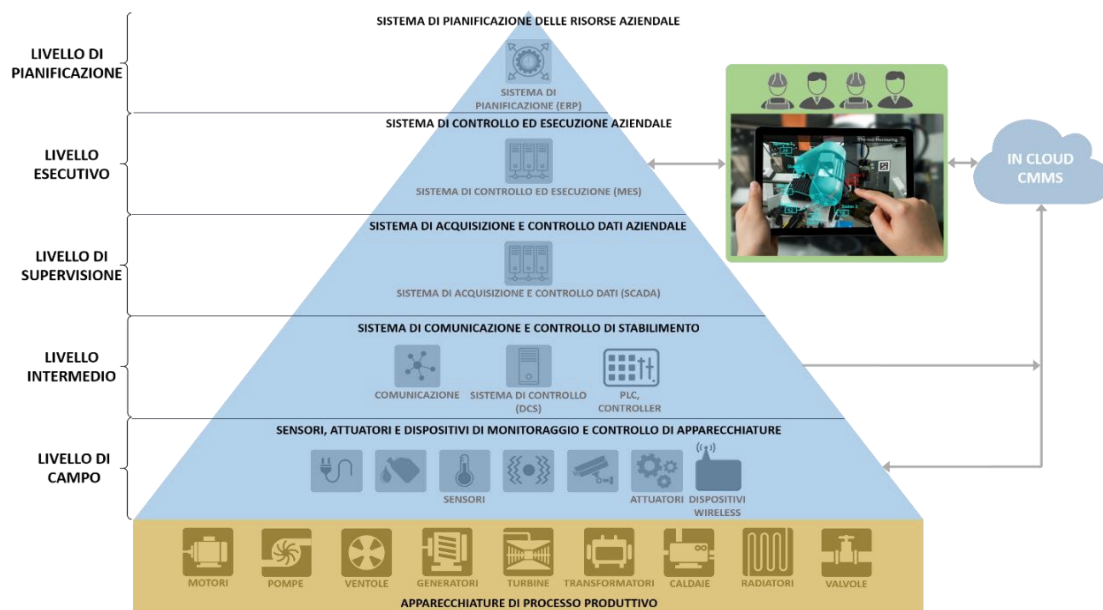 SISTEMA DI PIANIFICAZIONE DELLE RISORSE AZIENDALE
LIVELLO DI
PIANIFICAZIONE
SISTEMA DI
PIANIFICAZIONE (ERP)
SISTEMA DI CONTROLLO ED ESECUZIONE AZIENDALE
LIVELLO
ESECUTIVO
SISTEMA DI CONTROLLO ED ESECUZIONE (MES)
IN CLOUD
CMMS
SISTEMA DI ACQUISIZIONE E CONTROLLO DATI AZIENDALE
LIVELLO DI
SUPERVISIONE
SISTEMA DI ACQUISIZIONE E CONTROLLO DATI (SCADA)
SISTEMA DI COMUNICAZIONE E CONTROLLO DI STABILIMENTO
LIVELLO
INTERMEDIO
COMUNICAZIONE
SISTEMA DI CONTROLLO
(DCS)
PLC,
CONTROLLER
SENSORI, ATTUATORI E DISPOSITIVI DI MONITORAGGIO E CONTROLLO DI APPARECCHIATURE
LIVELLO DI
CAMPO
SENSORI
ATTUATORI
DISPOSITIVI
WIRELESS
MOTORI
POMPE
VENTOLE
GENERATORI
TURBINE
TRANSFORMATORI
CALDAIE
RADIATORI
VALVOLE
APPARECCHIATURE DI PROCESSO PRODUTTIVO